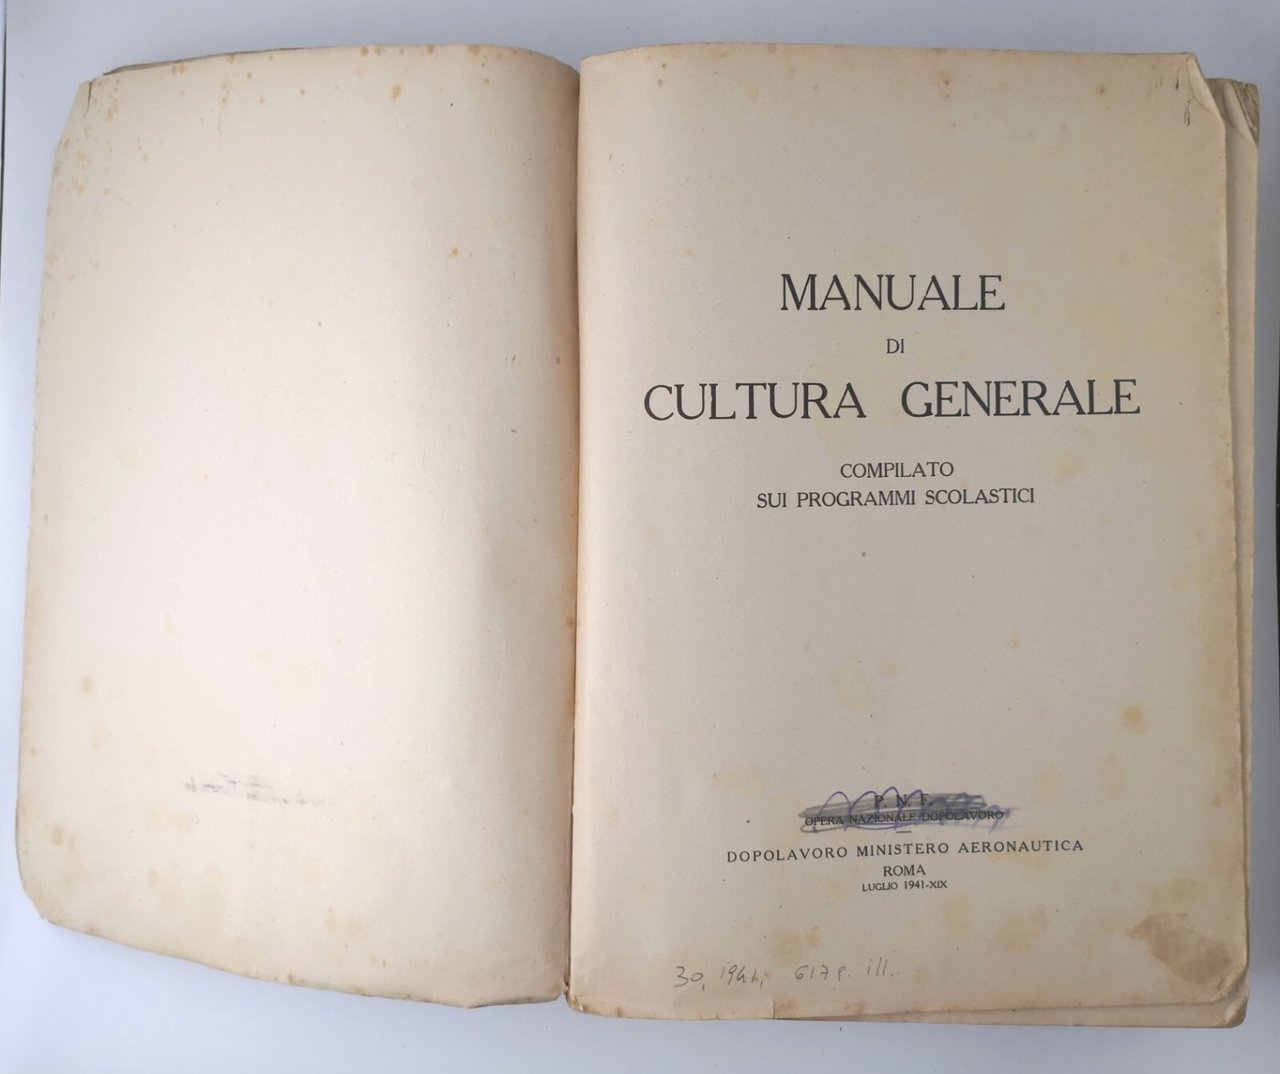 MANUALE
DI
CULTURA GENERALE
COMPILATO
SUI PROGRAMMI SCOLASTICI
P. N. F.
OPERA NAZIONALE DOPOLAVORO
DOPOLAVORO MINISTERO AERONAUTICA
ROMA
LUGLIO 1941-XIX
30, 1941, 617 p. ill.